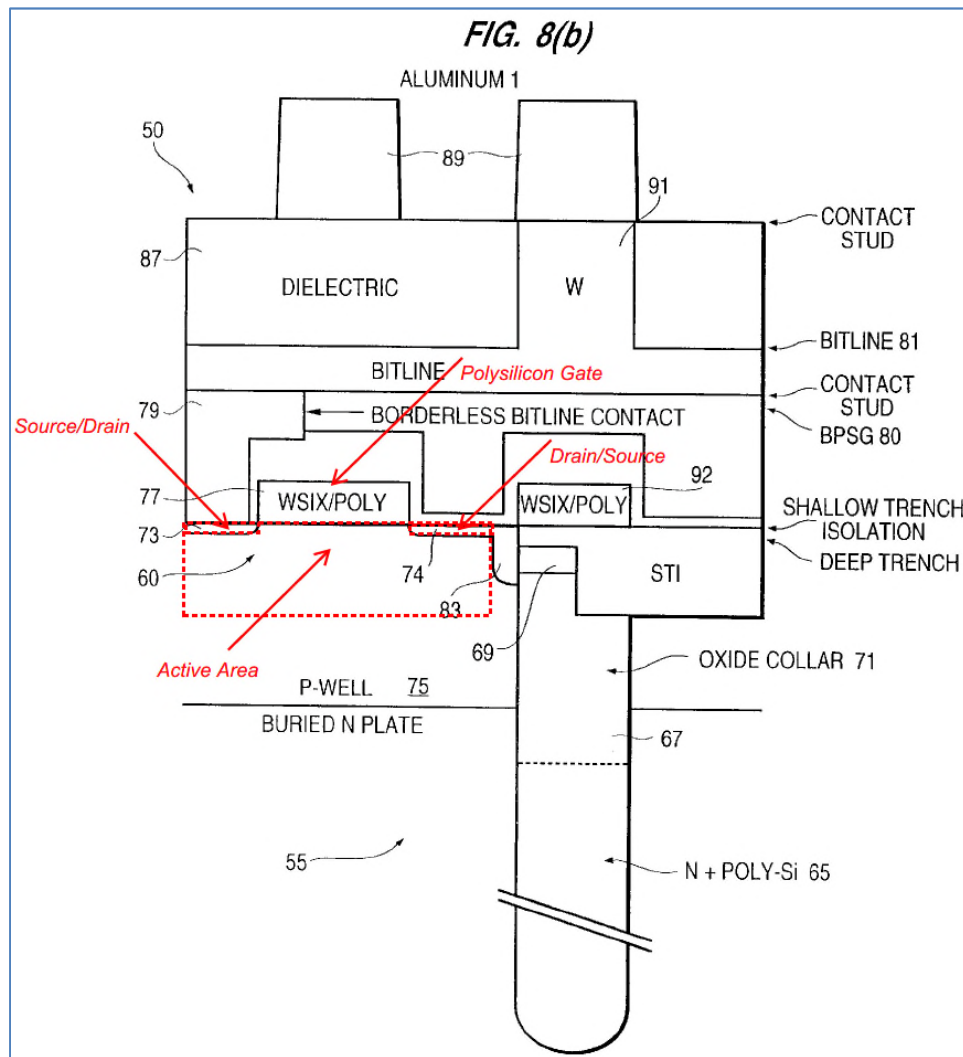 FIG. 8(b)
ALUMINUM 1
50
89
91
CONTACT
STUD
87
DIELECTRIC
W
BITLINE 81
BITLINE
Polysilicon Gate
CONTACT
STUD
79
BORDERLESS BITLINE CONTACT
BPSG 80
Source/Drain
Drain/Source
92
77
WSIX/POLY
WSIX/POLY
SHALLOW TRENCH
ISOLATION
73
60
74
DEEP TRENCH
STI
83
69
Active Area
OXIDE COLLAR 71
P-WELL 75
BURIED N PLATE
67
55
N + POLY-Si 65